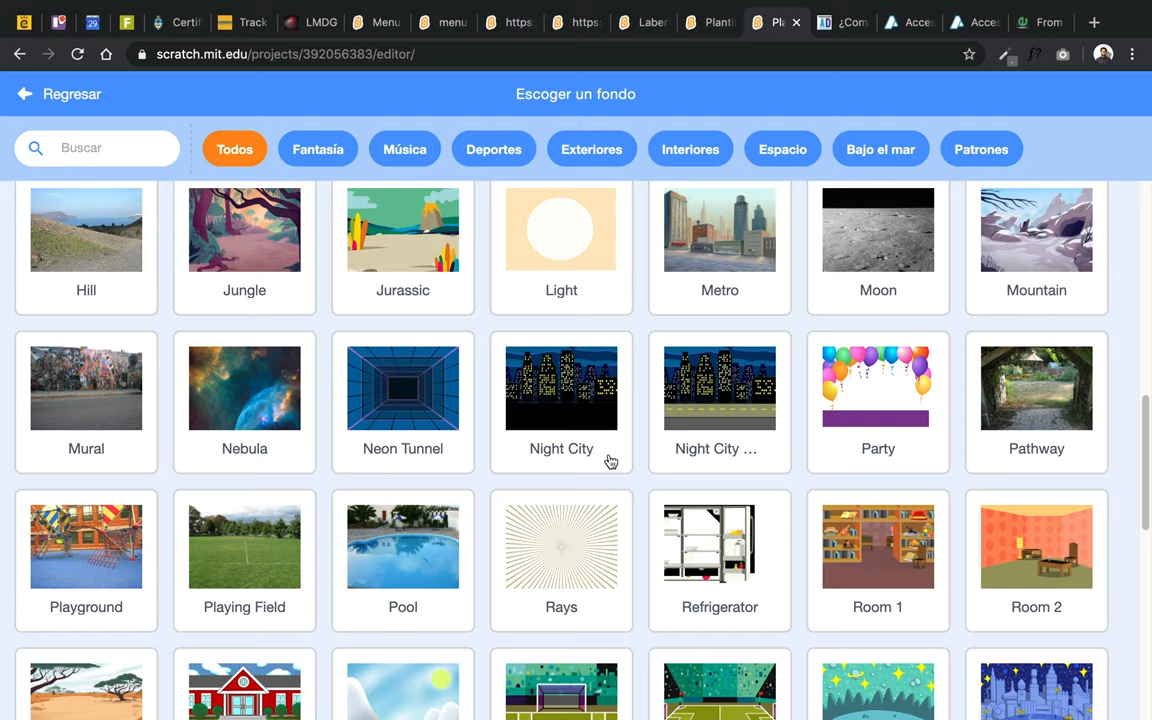 Certif
Track
LMDG
Menu
menu
https:
https:
Laber
Planti
Pla
¿Com
Acces
Acces
From
scratch.mit.edu/projects/392056383/editor/
Regresar
Escoger un fondo
Buscar
Todos
Fantasía
Música
Deportes
Exteriores
Interiores
Espacio
Bajo el mar
Patrones
Hill
Jungle
Jurassic
Light
Metro
Moon
Mountain
Mural
Nebula
Neon Tunnel
Night City
Night City ...
Party
Pathway
Playground
Playing Field
Pool
Rays
Refrigerator
Room 1
Room 2